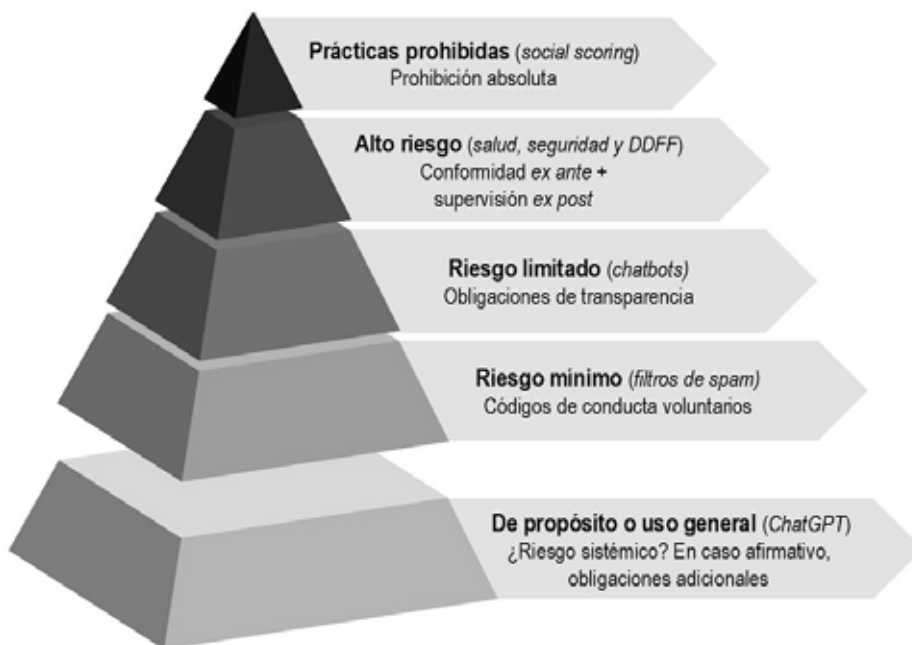 Prácticas prohibidas (social scoring)
Prohibición absoluta
Alto riesgo (salud, seguridad y DDFF)
Conformidad ex ante +
supervisión ex post
Riesgo limitado (chatbots)
Obligaciones de transparencia
Riesgo mínimo (filtros de spam)
Códigos de conducta voluntarios
De propósito o uso general (ChatGPT)
¿Riesgo sistémico? En caso afirmativo,
obligaciones adicionales